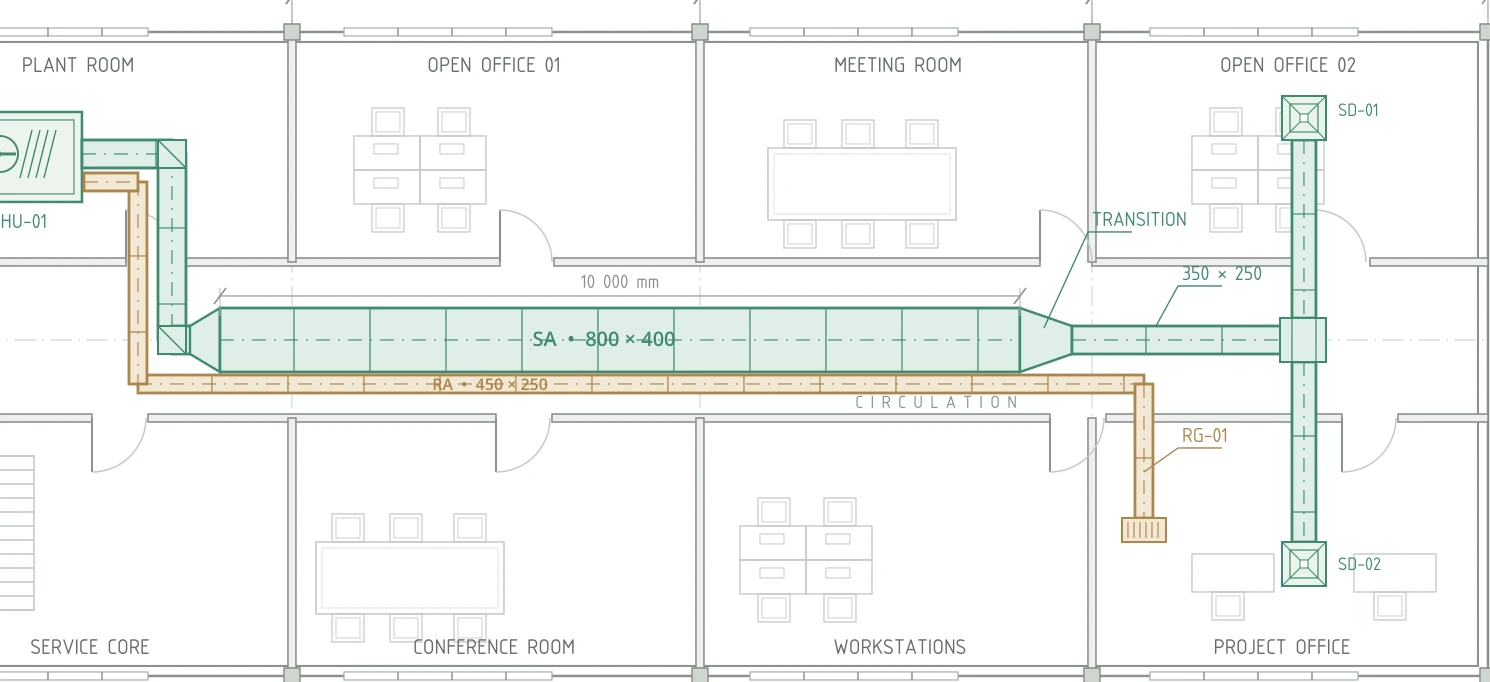 PLANT ROOM
OPEN OFFICE 01
MEETING ROOM
OPEN OFFICE 02
SD-01
HU-01
TRANSITION
350 × 250
10 000 mm
SA • 800 × 400
RA • 450 × 250
CIRCULATION
RG-01
SD-02
SERVICE CORE
CONFERENCE ROOM
WORKSTATIONS
PROJECT OFFICE